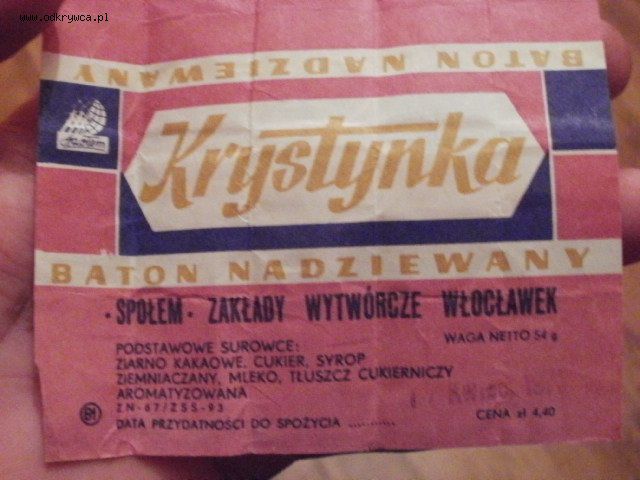 www.odkrywca.pl
BATON NADZIEWANY
Krystynka
BATON NADZIEWANY
"SPOŁEM" ZAKŁADY WYTWÓRCZE WŁOCŁAWEK
WAGA NETTO 54 g
PODSTAWOWE SUROWCE:
ZIARNO KAKAOWE, CUKIER, SYROP
ZIEMNIACZANY, MLEKO, TŁUSZCZ CUKIERNICZY
AROMATYZOWANA
ZN-67/ZSS-93
CENA zł 4,40
DATA PRZYDATNOŚCI DO SPOŻYCIA ...........